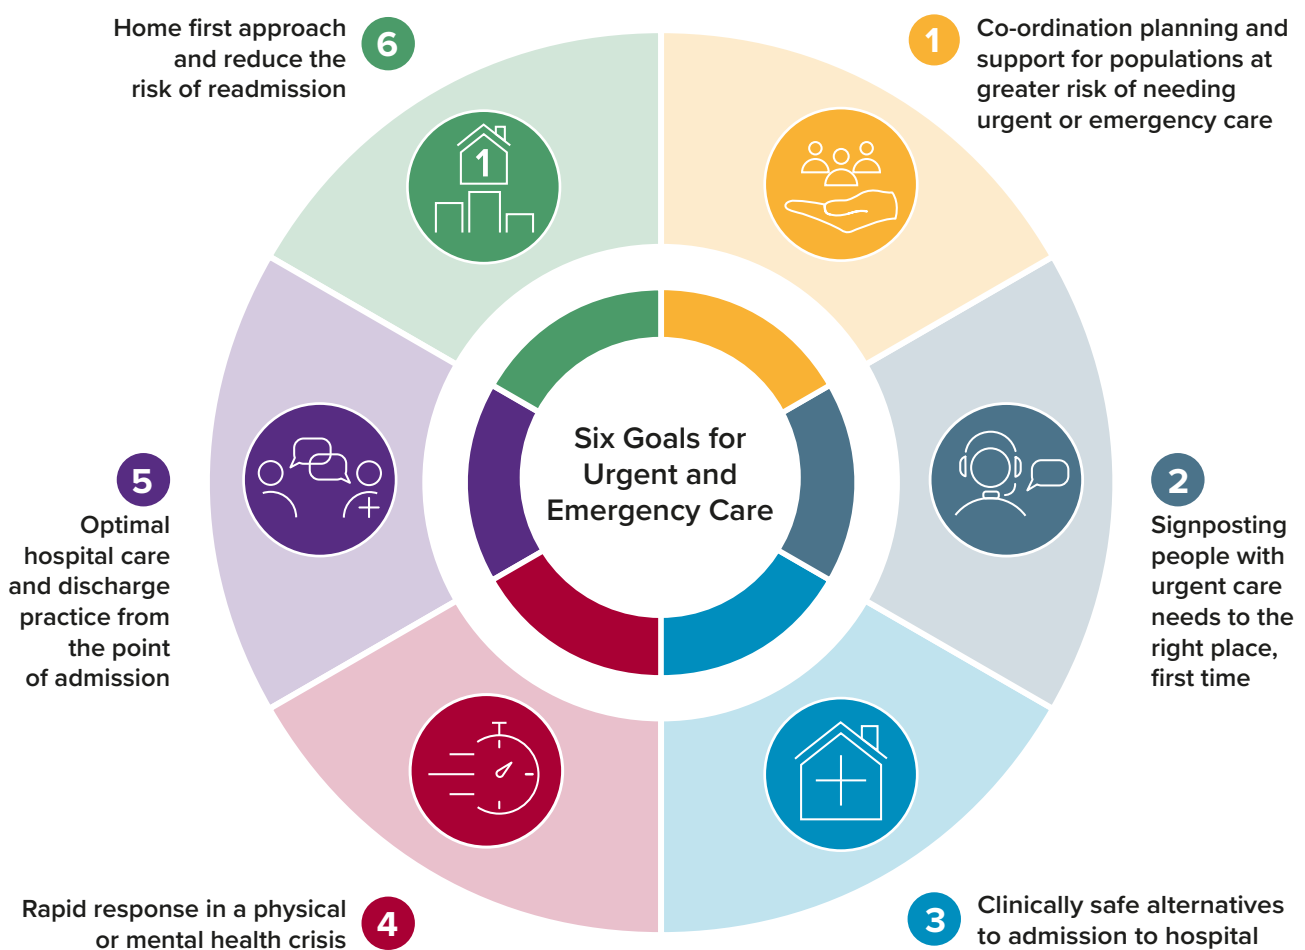 1
Co-ordination planning and
support for populations at
greater risk of needing
urgent or emergency care
2
Signposting
people with
urgent care
needs to the
right place,
first time
3
Clinically safe alternatives
to admission to hospital
4
Rapid response in a physical
or mental health crisis
5
Optimal
hospital care
and discharge
practice from
the point
of admission
6
Home first approach
and reduce the
risk of readmission
1
Six Goals for
Urgent and
Emergency Care